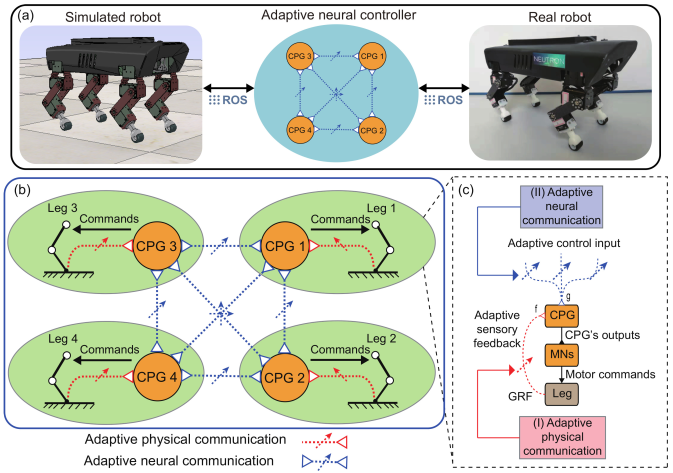 (a)
Simulated robot
Adaptive neural controller
Real robot
CPG 3
CPG 1
CPG 4
CPG 2
ROS
ROS
(b)
Leg 3
Commands
CPG 3
CPG 1
Leg 1
Commands
Leg 4
Commands
CPG 4
CPG 2
Leg 2
Commands
Adaptive physical communication
Adaptive neural communication
(c)
(II) Adaptive
neural
communication
Adaptive control input
g
f
CPG
Adaptive
sensory
feedback
CPG's outputs
MNs
Motor commands
GRF
Leg
(I) Adaptive
physical
communication